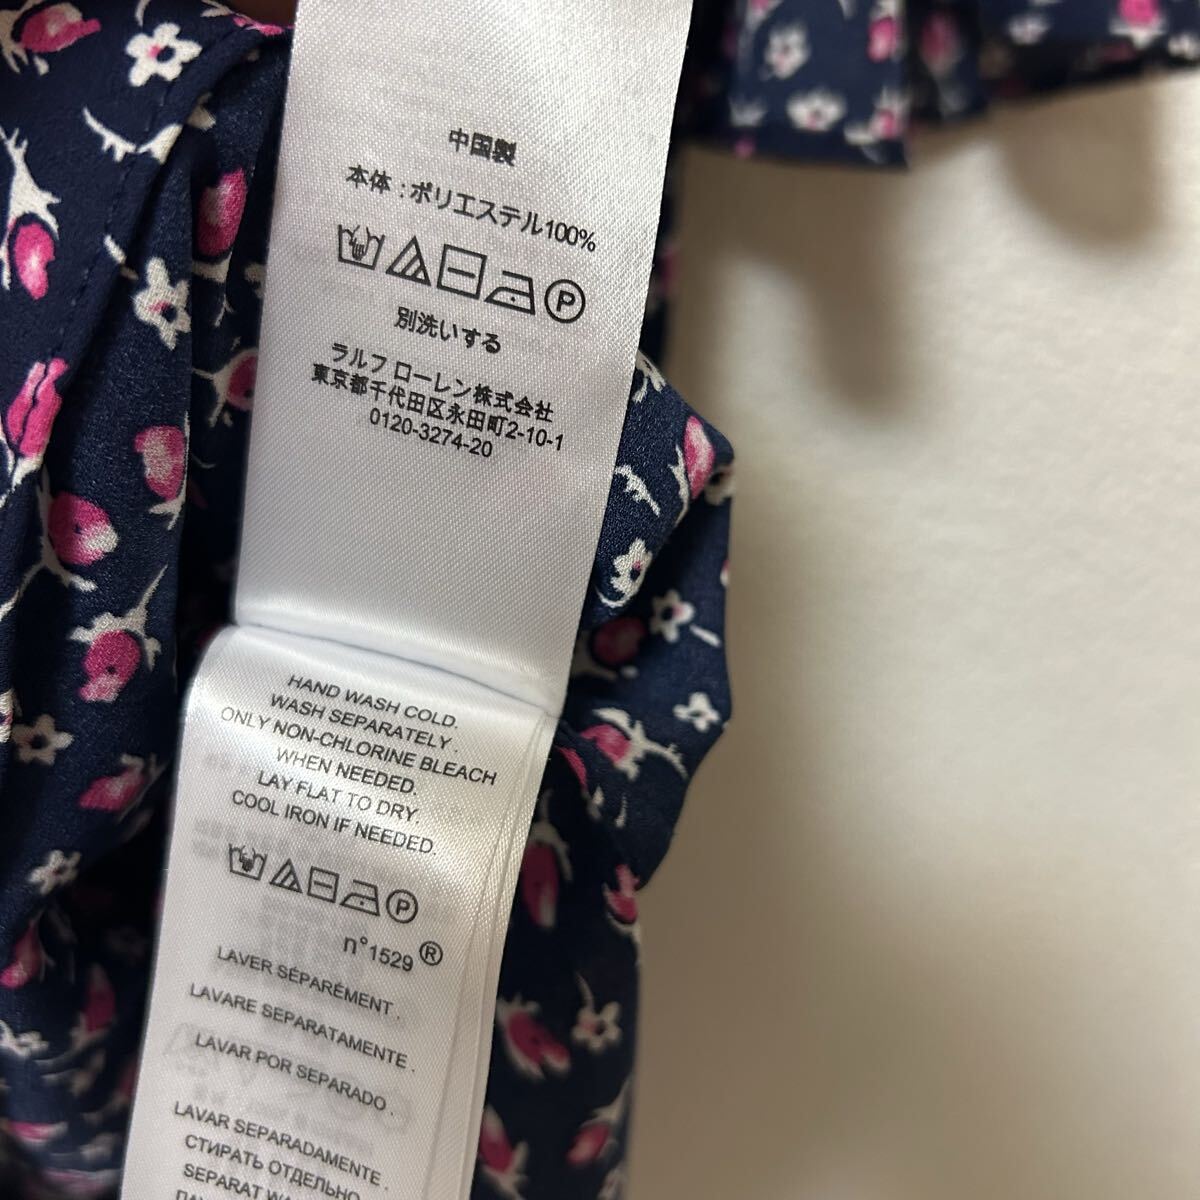 中国製
本体:ポリエステル100%
P
別洗いする
ラルフ ローレン株式会社
東京都千代田区永田町2-10-1
0120-3274-20
HAND WASH COLD.
WASH SEPARATELY.
ONLY NON-CHLORINE BLEACH
WHEN NEEDED.
LAY FLAT TO DRY.
COOL IRON IF NEEDED.
P
n°1529 ®
LAVER SÉPARÉMENT.
LAVARE SEPARATAMENTE.
LAVAR POR SEPARADO.
LAVAR SEPARADAMENTE.
СТИРАТЬ ОТДЕЛЬНО
SEPARAT